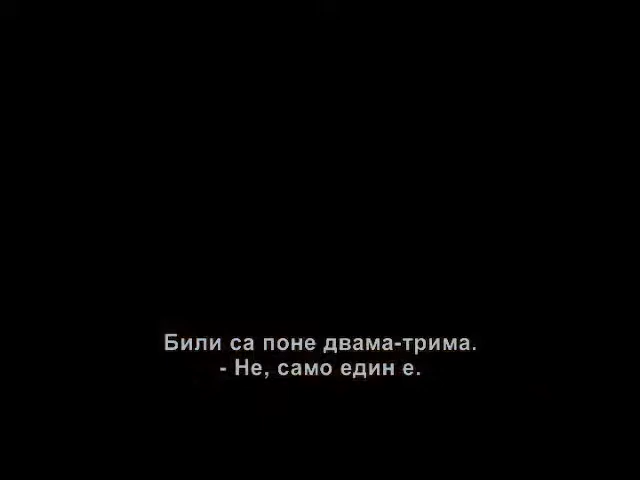 Били са поне двама-трима.
- Не, само един е.